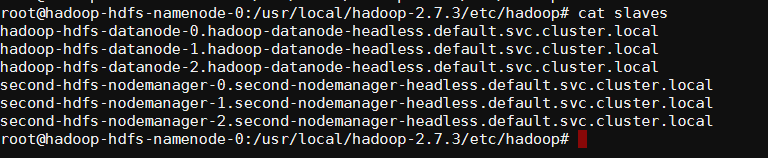 root@hadoop-hdfs-namenode-0:/usr/local/hadoop-2.7.3/etc/hadoop# cat slaves
hadoop-hdfs-datanode-0.hadoop-datanode-headless.default.svc.cluster.local
hadoop-hdfs-datanode-1.hadoop-datanode-headless.default.svc.cluster.local
hadoop-hdfs-datanode-2.hadoop-datanode-headless.default.svc.cluster.local
second-hdfs-nodemanager-0.second-nodemanager-headless.default.svc.cluster.local
second-hdfs-nodemanager-1.second-nodemanager-headless.default.svc.cluster.local
second-hdfs-nodemanager-2.second-nodemanager-headless.default.svc.cluster.local
root@hadoop-hdfs-namenode-0:/usr/local/hadoop-2.7.3/etc/hadoop#